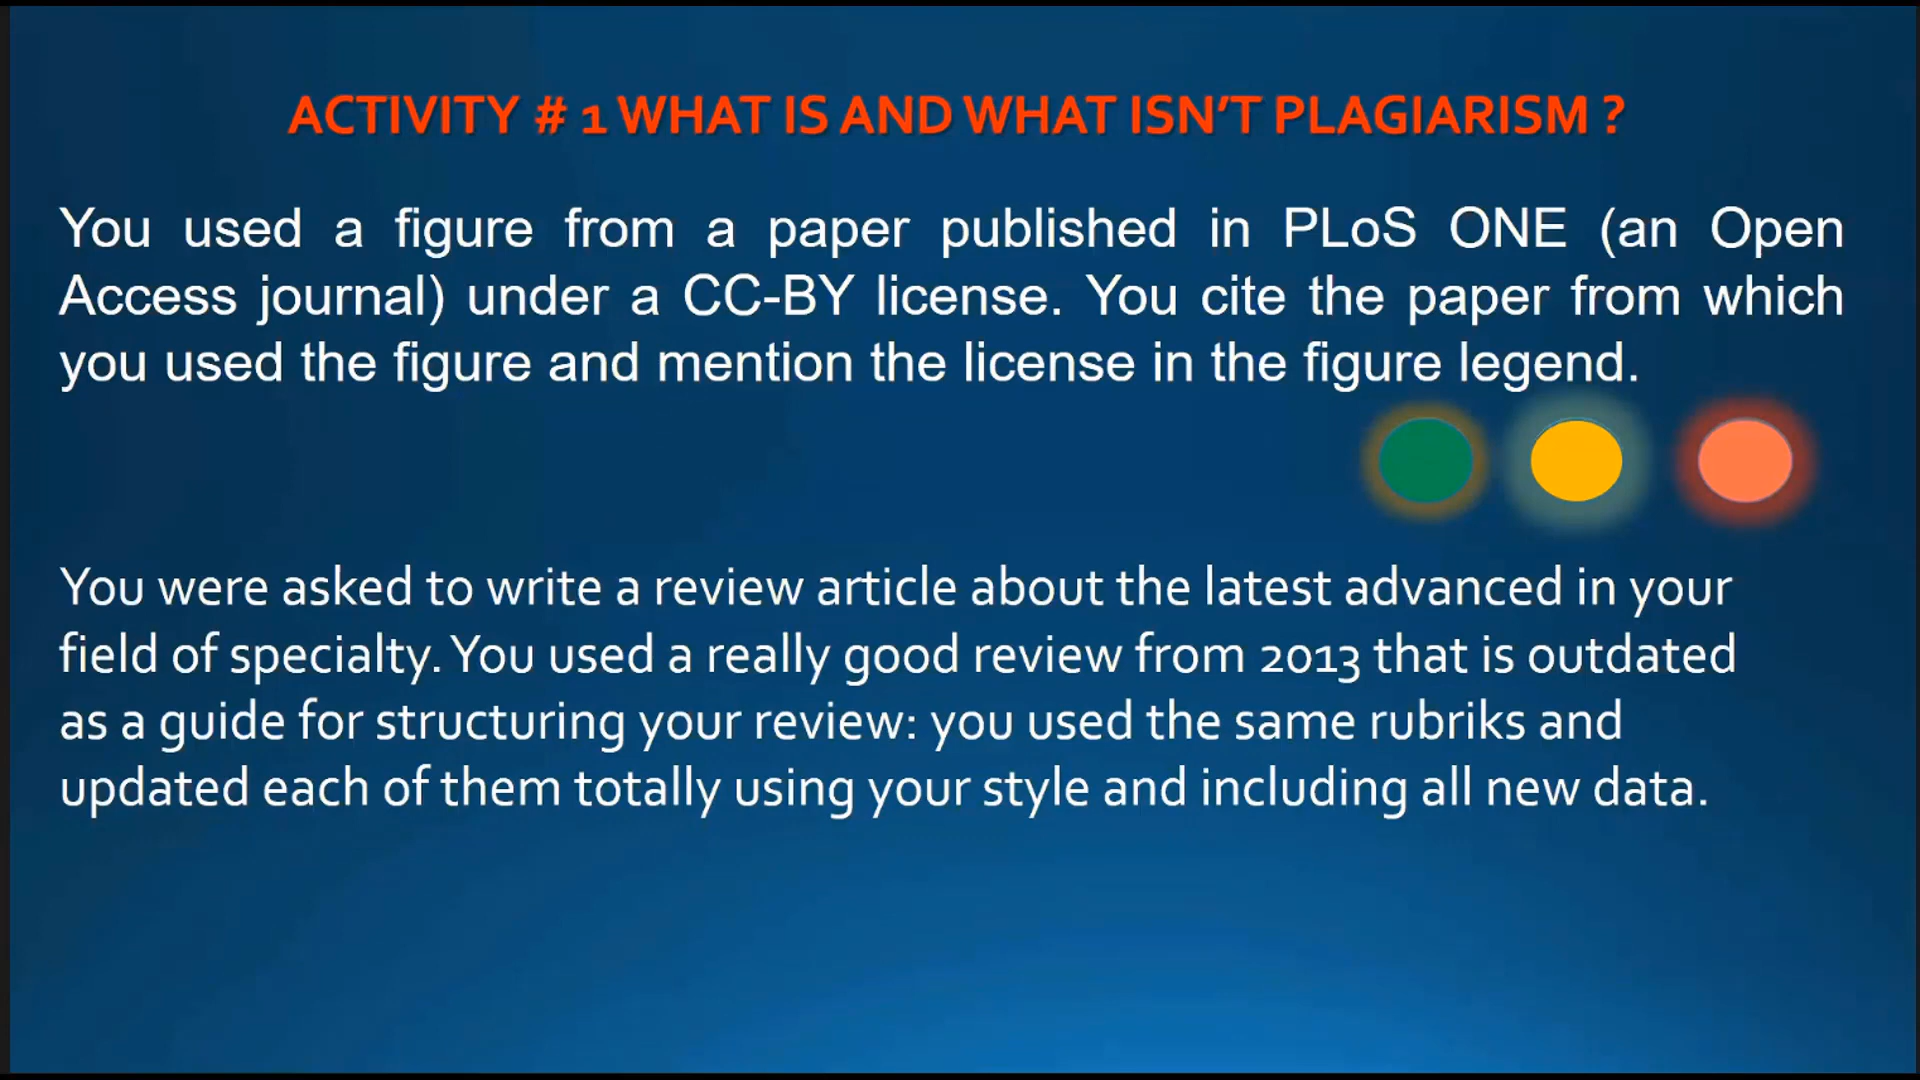 ACTIVITY # 1 WHAT IS AND WHAT ISN'T PLAGIARISM ?
You used a figure from a paper published in PLoS ONE (an Open
Access journal) under a CC-BY license. You cite the paper from which
you used the figure and mention the license in the figure legend.
You were asked to write a review article about the latest advanced in your
field of specialty. You used a really good review from 2013 that is outdated
as a guide for structuring your review: you used the same rubriks and
updated each of them totally using your style and including all new data.